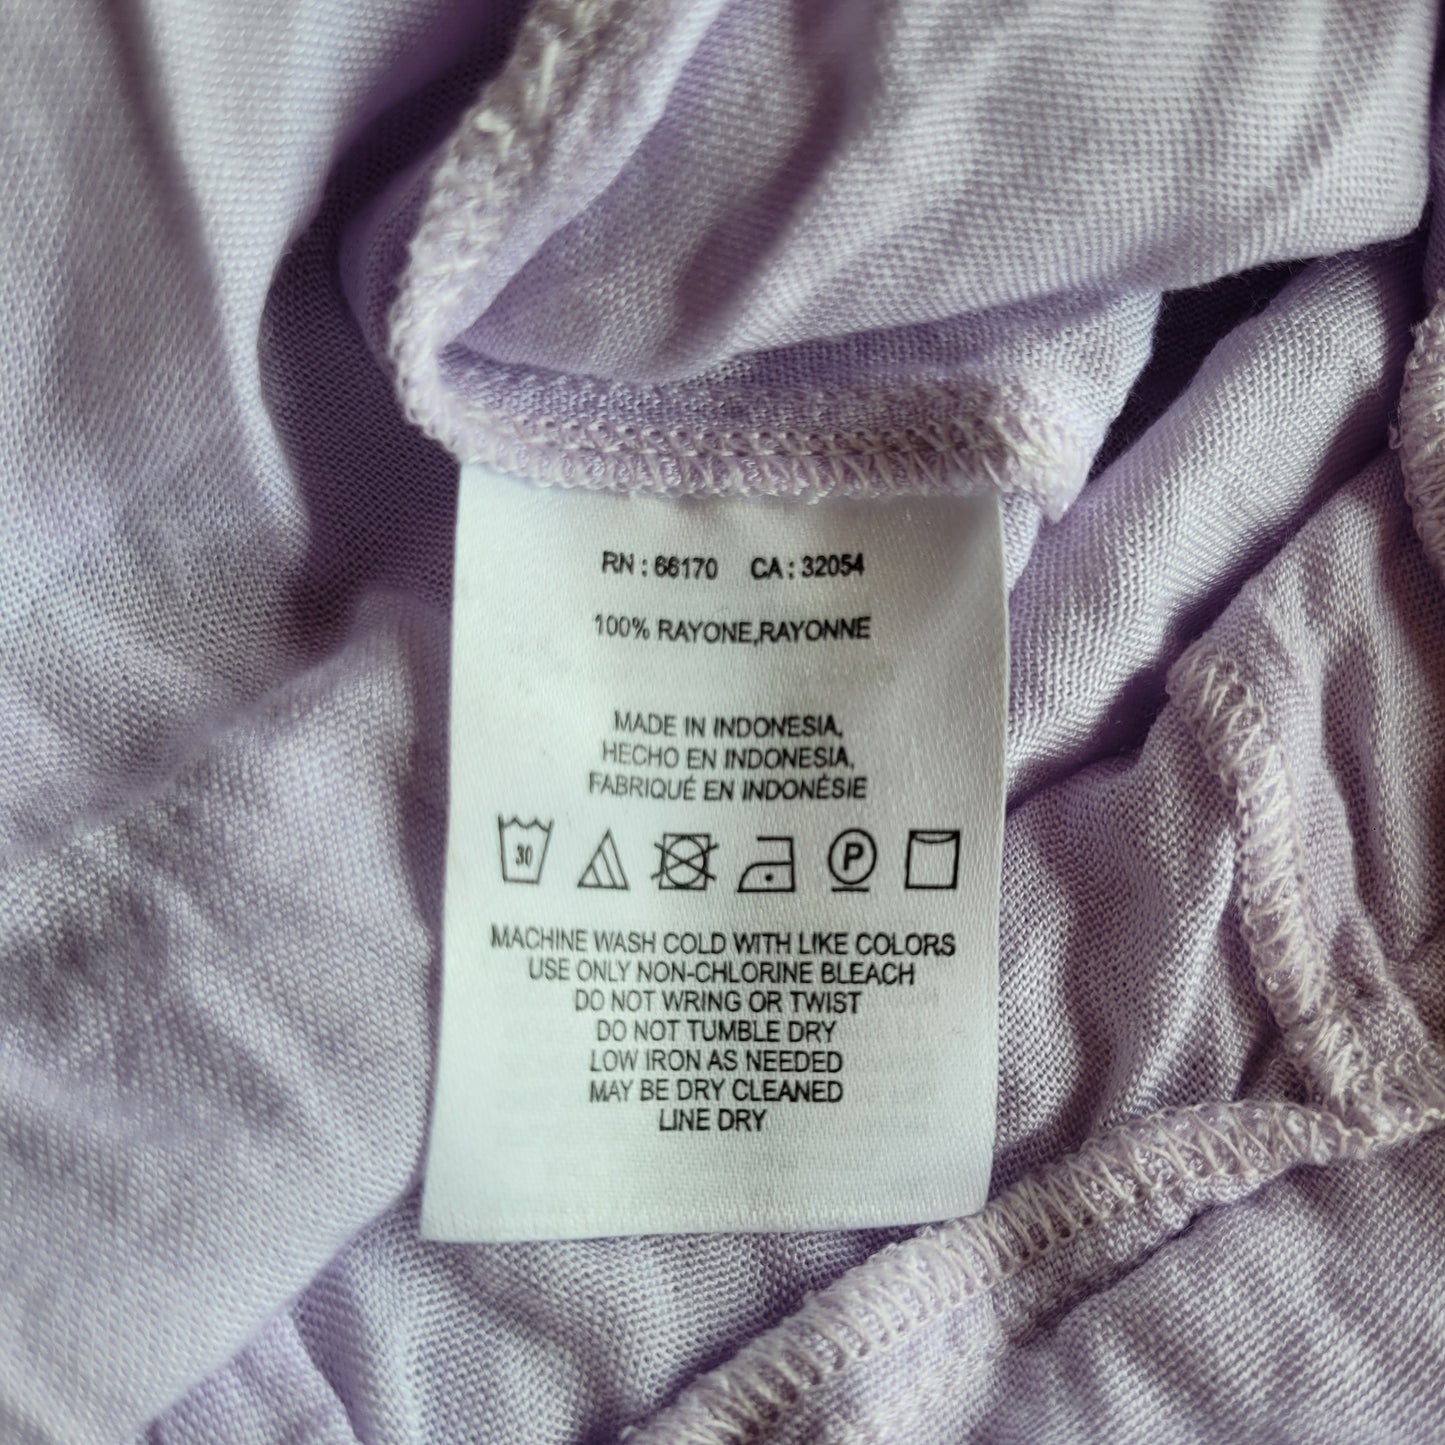 RN : 66170 CA : 32054
100% RAYONE,RAYONNE
MADE IN INDONESIA,
HECHO EN INDONESIA,
FABRIQUÉ EN INDONÉSIE
30 P
MACHINE WASH COLD WITH LIKE COLORS
USE ONLY NON-CHLORINE BLEACH
DO NOT WRING OR TWIST
DO NOT TUMBLE DRY
LOW IRON AS NEEDED
MAY BE DRY CLEANED
LINE DRY